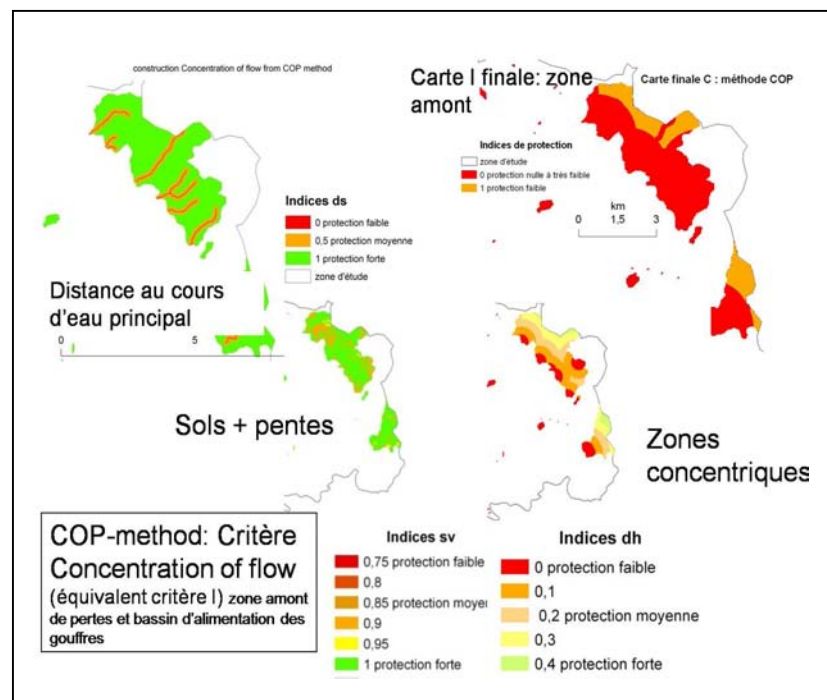 construction Concentration of flow from COP method
Carte I finale: zone
amont
Carte finale C : méthode COP
Indices de protection
zone d'étude
0 protection nulle à très faible
1 protection faible
km
0 1,5 3
Indices ds
0 protection faible
0,5 protection moyenne
1 protection forte
zone d'étude
Distance au cours
d'eau principal
0 5
Sols + pentes
Zones
concentriques
COP-method: Critère
Concentration of flow
(équivalent critère I) zone amont
de pertes et bassin d'alimentation des
gouffres
Indices sv
0,75 protection faible
0,8
0,85 protection moyen
0,9
0,95
1 protection forte
Indices dh
0 protection faible
0,1
0,2 protection moyenne
0,3
0,4 protection forte